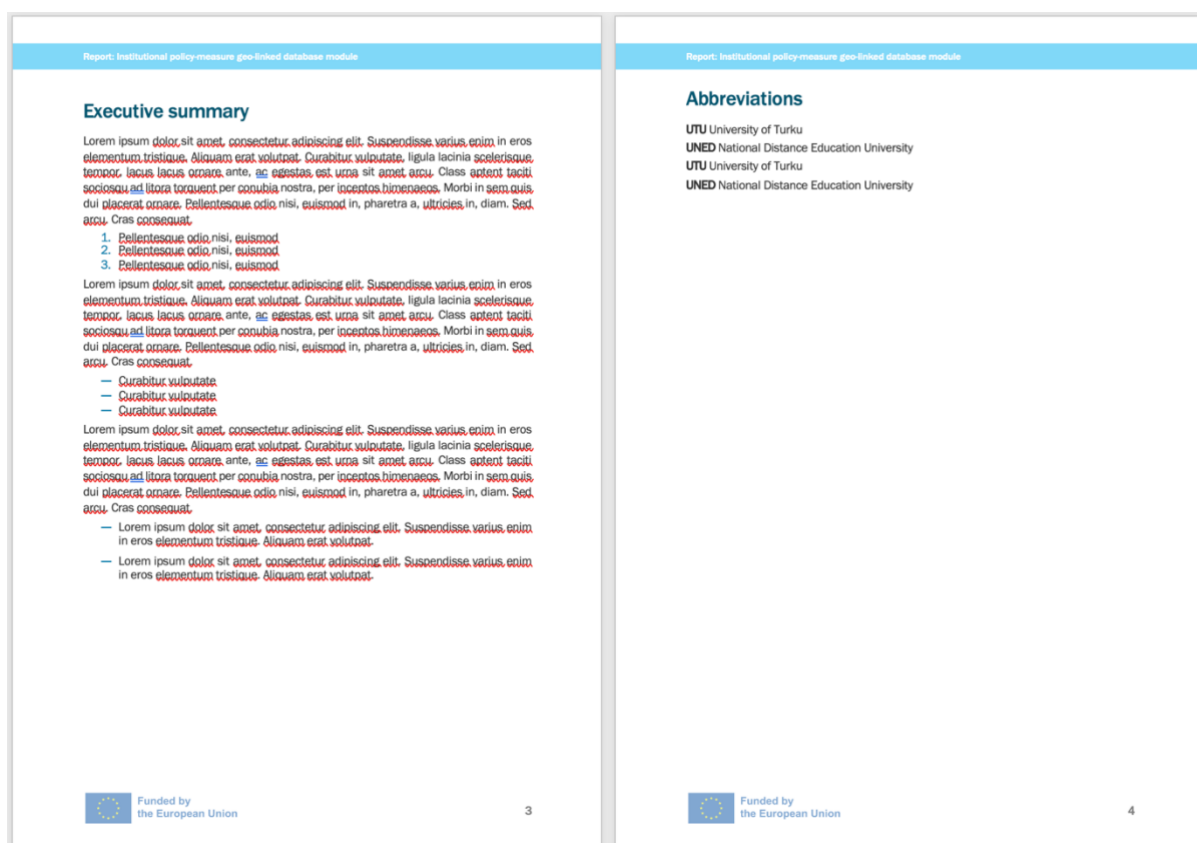 Report: Institutional policy-measure geo-linked database module
Executive summary
Lorem ipsum dolor sit amet, consectetur adipiscing elit. Suspendisse varius enim in eros
elementum tristique. Aliquam erat volutpat. Curabitur vulputate, ligula lacinia scelerisque
tempor, lacus lacus ornare ante, ac egestas est urna sit amet arcu. Class aptent taciti
sociosqu ad litora torquent per conubia nostra, per inceptos himenaeos. Morbi in sem quis
dui placerat ornare. Pellentesque odio nisi, euismod in, pharetra a, ultricies in, diam. Sed
arcu. Cras consequat.
1. Pellentesque odio nisi, euismod
2. Pellentesque odio nisi, euismod
3. Pellentesque odio nisi, euismod
Lorem ipsum dolor sit amet, consectetur adipiscing elit. Suspendisse varius enim in eros
elementum tristique. Aliquam erat volutpat. Curabitur vulputate, ligula lacinia scelerisque
tempor, lacus lacus ornare ante, ac egestas est urna sit amet arcu. Class aptent taciti
sociosqu ad litora torquent per conubia nostra, per inceptos himenaeos. Morbi in sem quis
dui placerat ornare. Pellentesque odio nisi, euismod in, pharetra a, ultricies in, diam. Sed
arcu. Cras consequat.
— Curabitur vulputate
— Curabitur vulputate
— Curabitur vulputate
Lorem ipsum dolor sit amet, consectetur adipiscing elit. Suspendisse varius enim in eros
elementum tristique. Aliquam erat volutpat. Curabitur vulputate, ligula lacinia scelerisque
tempor, lacus lacus ornare ante, ac egestas est urna sit amet arcu. Class aptent taciti
sociosqu ad litora torquent per conubia nostra, per inceptos himenaeos. Morbi in sem quis
dui placerat ornare. Pellentesque odio nisi, euismod in, pharetra a, ultricies in, diam. Sed
arcu. Cras consequat.
— Lorem ipsum dolor sit amet, consectetur adipiscing elit. Suspendisse varius enim
in eros elementum tristique. Aliquam erat volutpat.
— Lorem ipsum dolor sit amet, consectetur adipiscing elit. Suspendisse varius enim
in eros elementum tristique. Aliquam erat volutpat.
Funded by
the European Union
3
Report: Institutional policy-measure geo-linked database module
Abbreviations
UTU University of Turku
UNED National Distance Education University
UTU University of Turku
UNED National Distance Education University
Funded by
the European Union
4